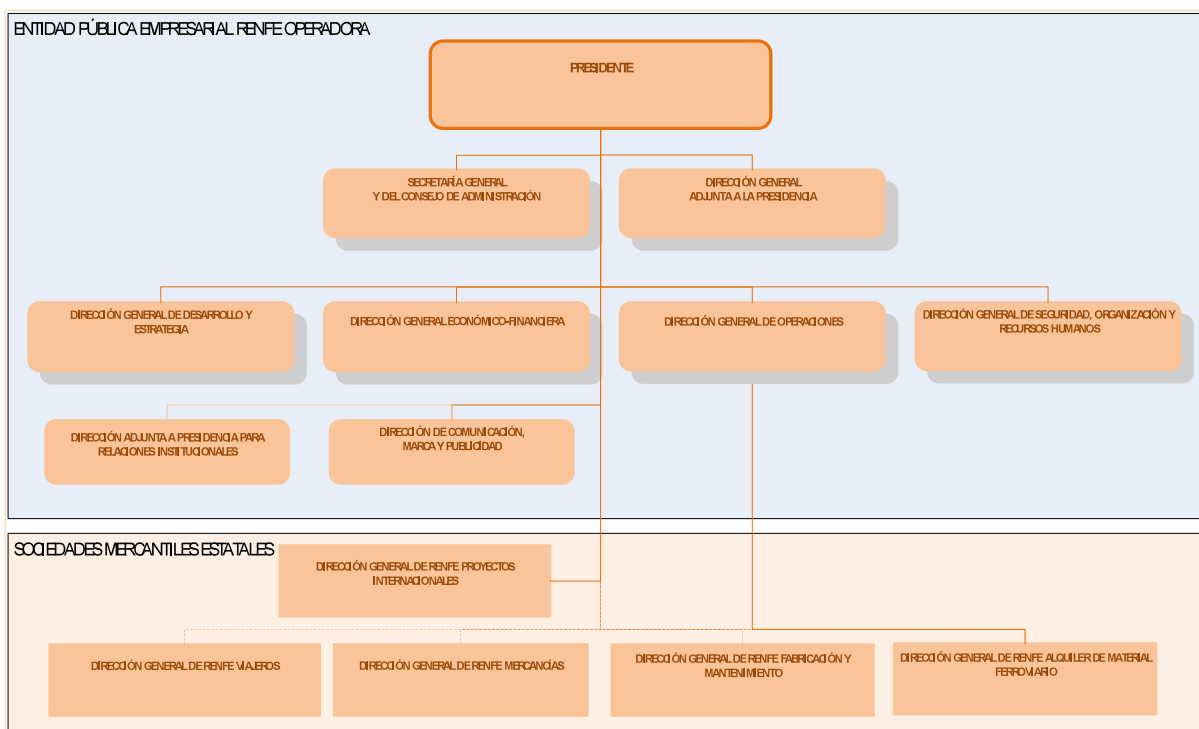 ENTIDAD PÚBLICA EMPRESARIAL RENFE OPERADORA
PRESIDENTE
SECRETARÍA GENERAL
Y DEL CONSEJO DE ADMINISTRACIÓN
DIRECCIÓN GENERAL
ADJUNTA A LA PRESIDENCIA
DIRECCIÓN GENERAL DE DESARROLLO Y
ESTRATEGIA
DIRECCIÓN GENERAL ECONÓMICO-FINANCIERA
DIRECCIÓN GENERAL DE OPERACIONES
DIRECCIÓN GENERAL DE SEGURIDAD, ORGANIZACIÓN Y
RECURSOS HUMANOS
DIRECCIÓN ADJUNTA A PRESIDENCIA PARA
RELACIONES INSTITUCIONALES
DIRECCIÓN DE COMUNICACIÓN,
MARCA Y PUBLICIDAD
SOCIEDADES MERCANTILES ESTATALES
DIRECCIÓN GENERAL DE RENFE PROYECTOS
INTERNACIONALES
DIRECCIÓN GENERAL DE RENFE VIAJEROS
DIRECCIÓN GENERAL DE RENFE MERCANCÍAS
DIRECCIÓN GENERAL DE RENFE FABRICACIÓN Y
MANTENIMIENTO
DIRECCIÓN GENERAL DE RENFE ALQUILER DE MATERIAL
FERROVIARIO